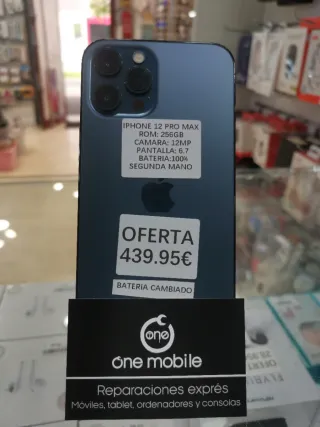 IPHONE 12 PRO MAX
ROM: 256GB
CAMARA: 12MP
PANTALLA: 6.7
BATERIA:100%
SEGUNDA MANO
OFERTA
439.95€
BATERIA CAMBIADO
one
óne mobile
Reparaciones exprés
Móviles, tablet, ordenadores y consolas